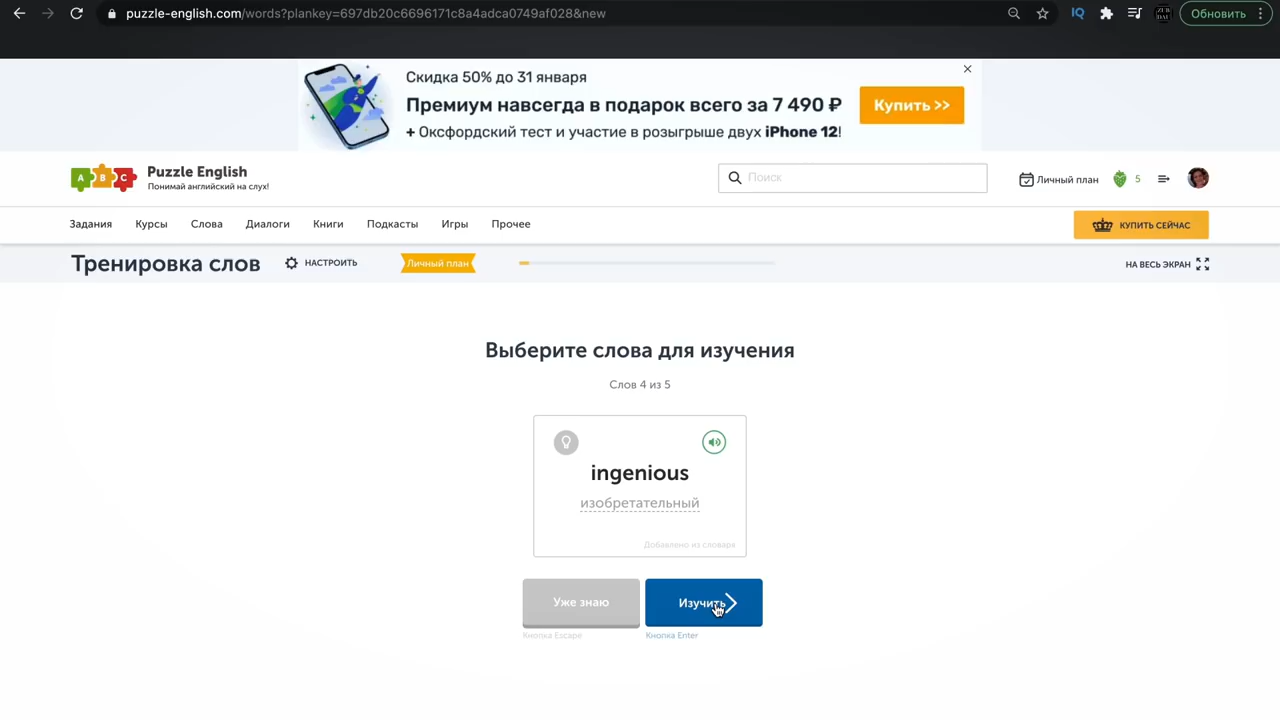 puzzle-english.com/words?plankey=697db20c6696171c8a4adca0749af028&new
IQ
Обновить
Скидка 50% до 31 января
Премиум навсегда в подарок всего за 7 490 ₽
+ Оксфордский тест и участие в розыгрыше двух iPhone 12!
Купить >>
A B C
Puzzle English
Понимай английский на слух!
Поиск
Личный план
5
Задания Курсы Слова Диалоги Книги Подкасты Игры Прочее
КУПИТЬ СЕЙЧАС
Тренировка слов
НАСТРОИТЬ
Личный план
НА ВЕСЬ ЭКРАН
Выберите слова для изучения
Слов 4 из 5
ingenious
изобретательный
Добавлено из словаря
Уже знаю
Изучить
Кнопка Escape
Кнопка Enter